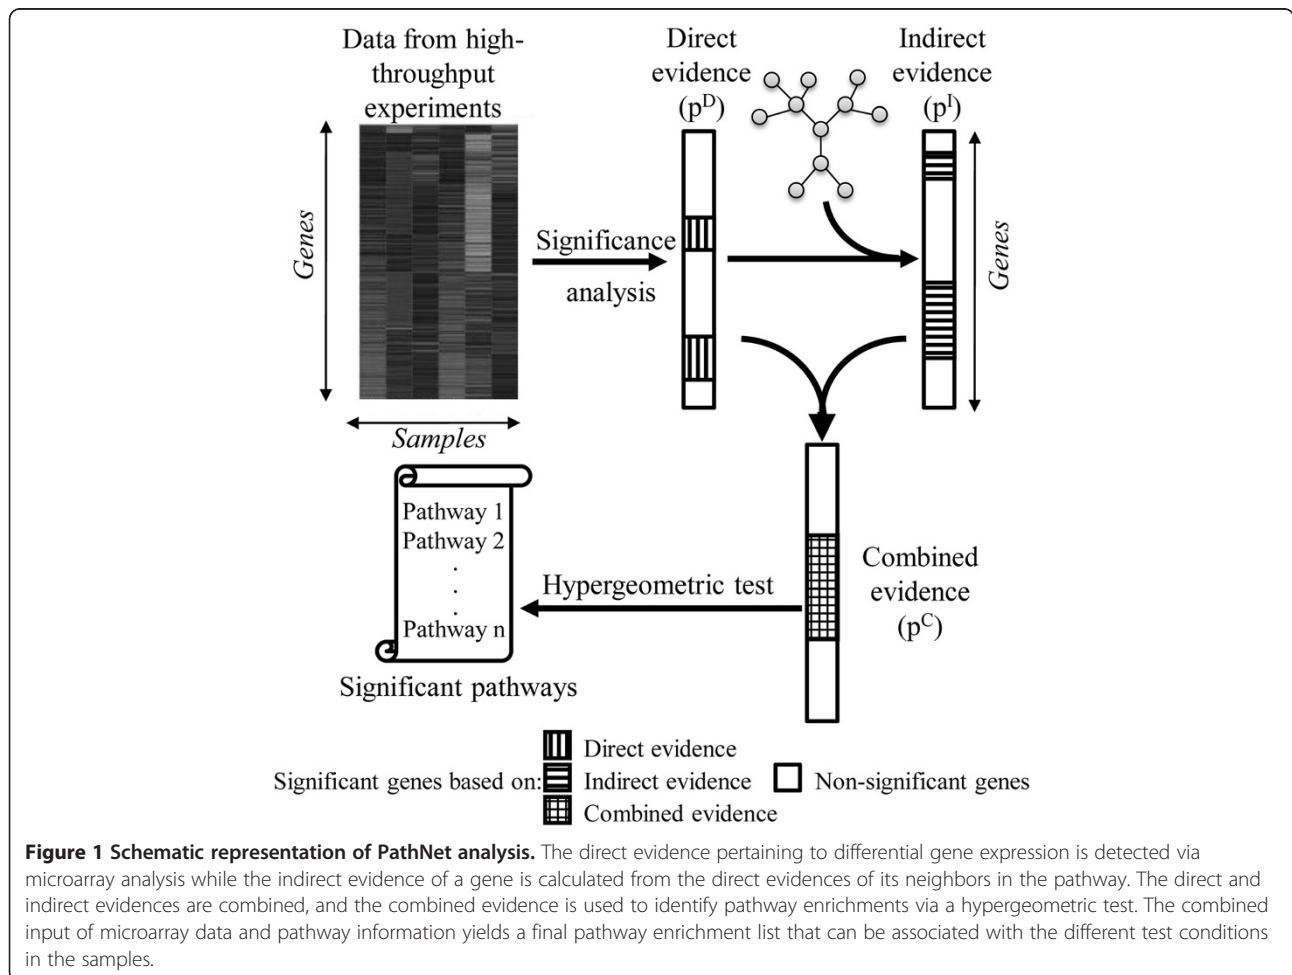 Data from high-
throughput
experiments
Direct
evidence
(pD)
Indirect
evidence
(pI)
Genes
Significance
analysis
Genes
Samples
Pathway 1
Pathway 2
.
.
.
Pathway n
Significant pathways
Hypergeometric test
Combined
evidence
(pC)
Significant genes based on:
Direct evidence
Indirect evidence
Combined evidence
Non-significant genes
Figure 1 Schematic representation of PathNet analysis. The direct evidence pertaining to differential gene expression is detected via
microarray analysis while the indirect evidence of a gene is calculated from the direct evidences of its neighbors in the pathway. The direct and
indirect evidences are combined, and the combined evidence is used to identify pathway enrichments via a hypergeometric test. The combined
input of microarray data and pathway information yields a final pathway enrichment list that can be associated with the different test conditions
in the samples.